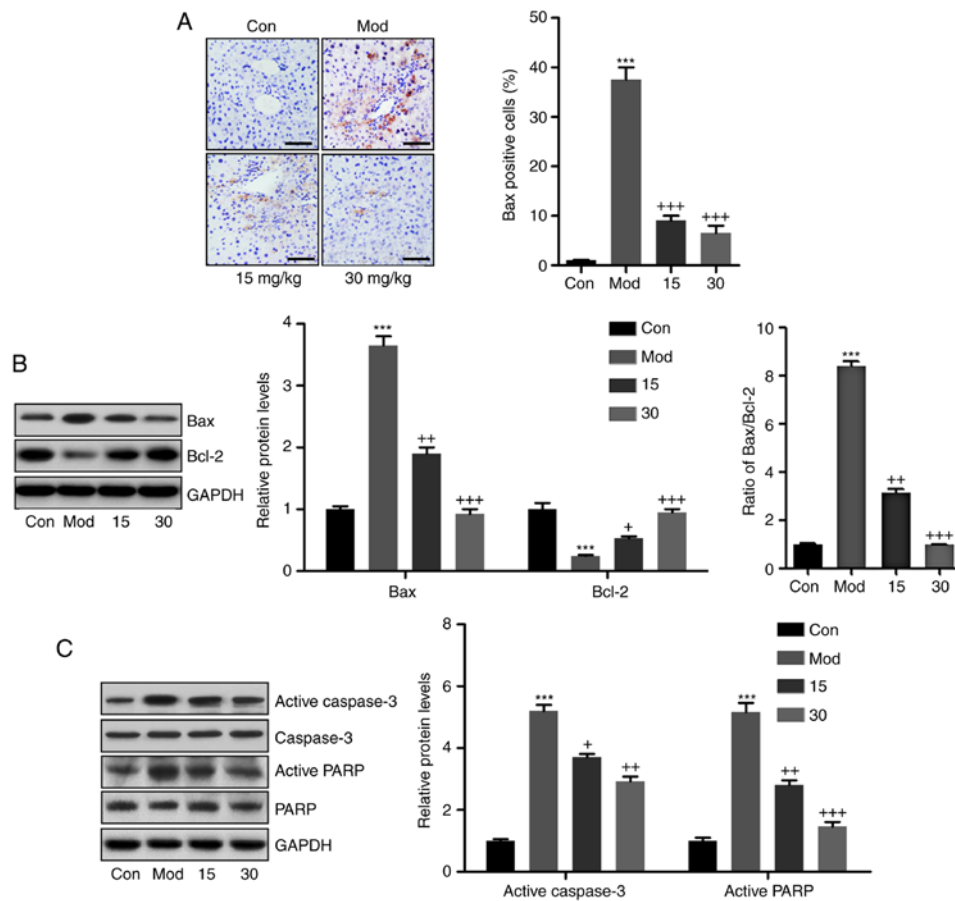 A
Con Mod
15 mg/kg 30 mg/kg
Bax positive cells (%)
50
40
30
20
10
0
***
+++
+++
Con Mod 15 30
B
Bax
Bcl-2
GAPDH
Con Mod 15 30
Relative protein levels
4
3
2
1
0
***
++
+++
***
+
+++
Bax Bcl-2
Con
Mod
15
30
Ratio of Bax/Bcl-2
10
8
6
4
2
0
***
++
+++
Con Mod 15 30
C
Active caspase-3
Caspase-3
Active PARP
PARP
GAPDH
Con Mod 15 30
Relative protein levels
8
6
4
2
0
***
+
++
***
++
+++
Active caspase-3 Active PARP
Con
Mod
15
30